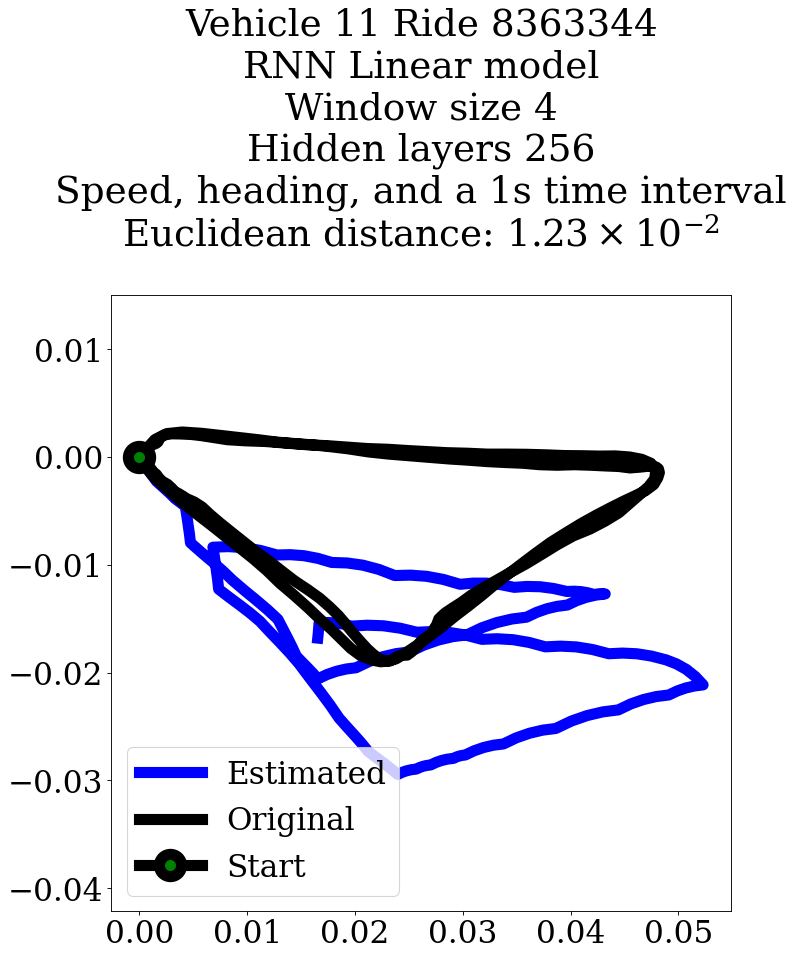 Vehicle 11 Ride 8363344
RNN Linear model
Window size 4
Hidden layers 256
Speed, heading, and a 1s time interval
Euclidean distance: 1.23 × 10⁻²
0.01
0.00
−0.01
−0.02
−0.03
−0.04
Estimated
Original
Start
0.00 0.01 0.02 0.03 0.04 0.05